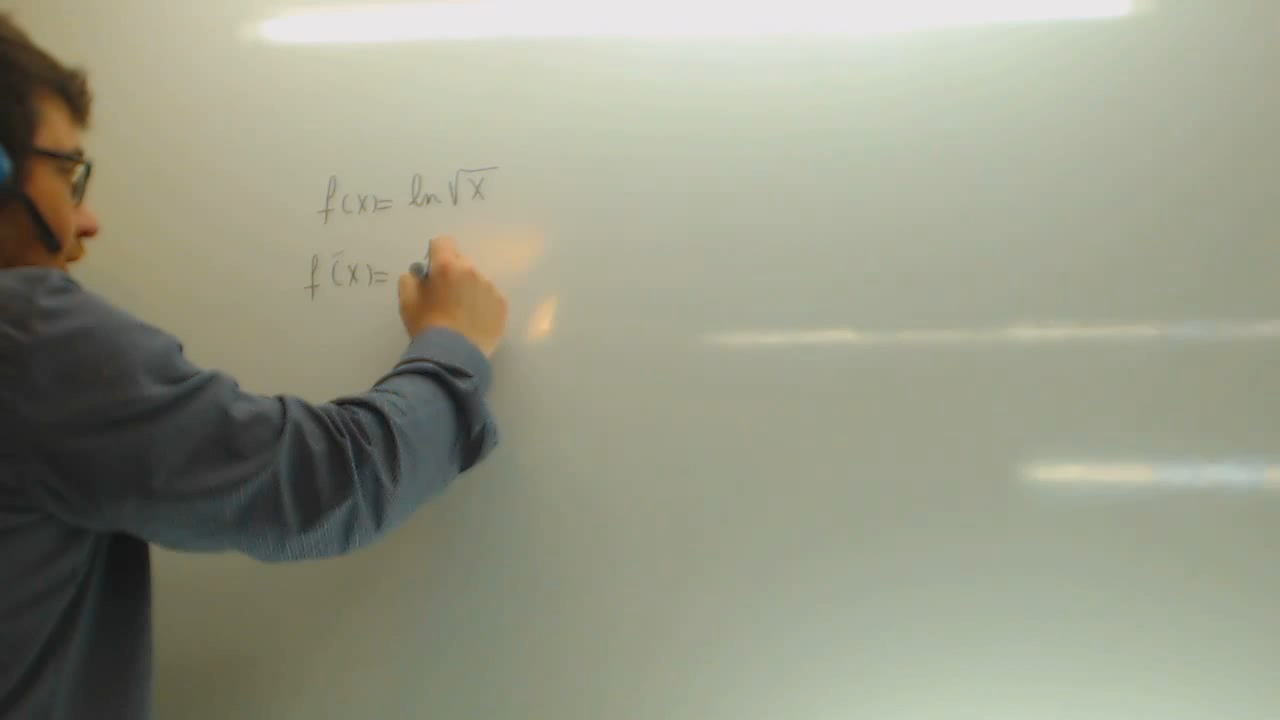 f(x)= ln√x
f'(x)=